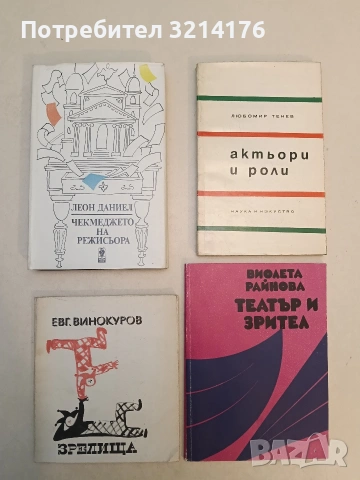 Потребител 3214176
ЛЕОН ДАНИЕЛ
ЧЕКМЕДЖЕТО
НА
РЕЖИСЬОРА
ЛЮБОМИР ТЕНЕВ
актьори
и роли
НАУКА И ИЗКУСТВО
ЕВГ. ВИНОКУРОВ
ЗРЕЛИЩА
ВИОЛЕТА
РАЙНОВА
ТЕАТЪР И
ЗРИТЕЛ
BAZAR